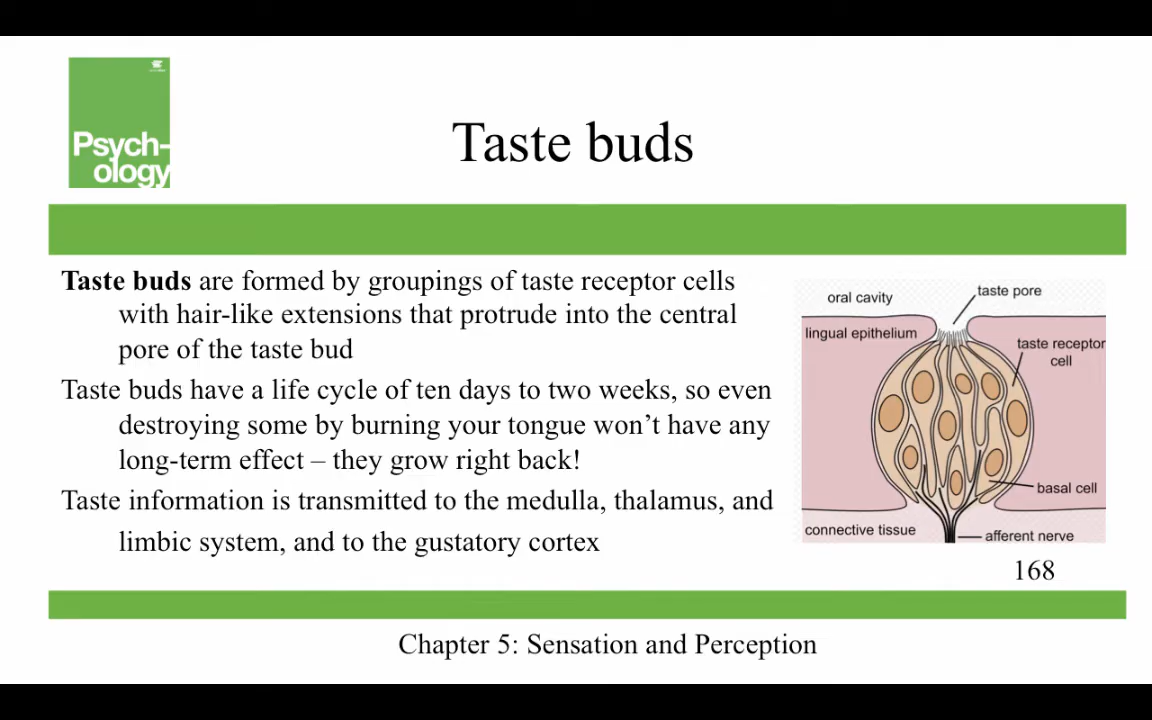 Psych-
ology
Taste buds
Taste buds are formed by groupings of taste receptor cells
with hair-like extensions that protrude into the central
pore of the taste bud
Taste buds have a life cycle of ten days to two weeks, so even
destroying some by burning your tongue won’t have any
long-term effect – they grow right back!
Taste information is transmitted to the medulla, thalamus, and
limbic system, and to the gustatory cortex
oral cavity
taste pore
lingual epithelium
taste receptor
cell
basal cell
connective tissue
afferent nerve
168
Chapter 5: Sensation and Perception